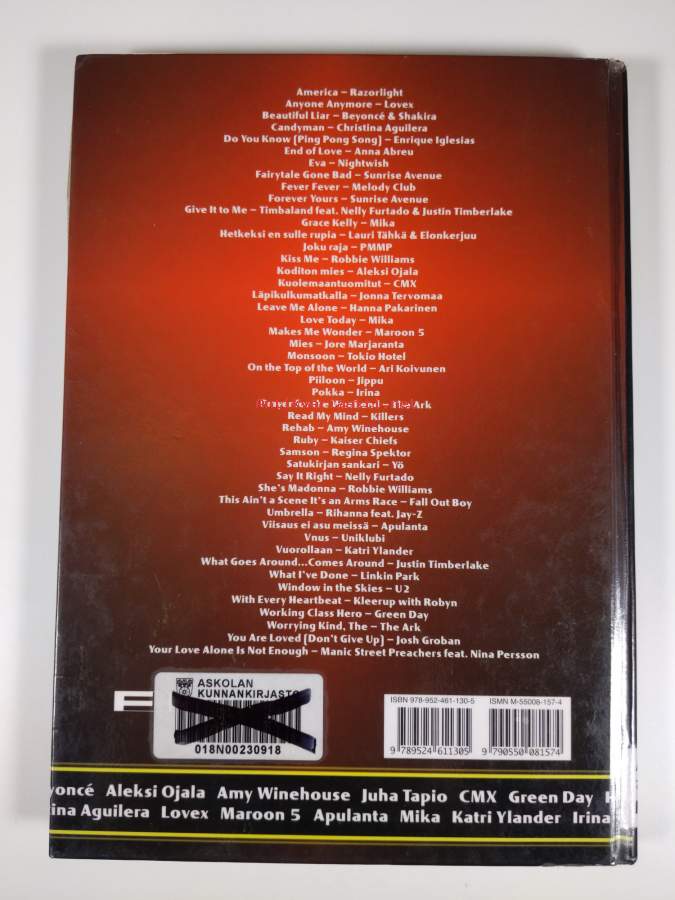 America – Razorlight
Anyone Anymore – Lovex
Beautiful Liar – Beyoncé & Shakira
Candyman – Christina Aguilera
Do You Know [Ping Pong Song] – Enrique Iglesias
End of Love – Anna Abreu
Eva – Nightwish
Fairytale Gone Bad – Sunrise Avenue
Fever Fever – Melody Club
Forever Yours – Sunrise Avenue
Give It to Me – Timbaland feat. Nelly Furtado & Justin Timberlake
Grace Kelly – Mika
Hetkeksi en sulle rupia – Lauri Tähkä & Elonkerjuu
Joku raja – PMMP
Kiss Me – Robbie Williams
Koditon mies – Aleksi Ojala
Kuolemaantuomitut – CMX
Läpikulkumatkalla – Jonna Tervomaa
Leave Me Alone – Hanna Pakarinen
Love Today – Mika
Makes Me Wonder – Maroon 5
Mies – Jore Marjaranta
Monsoon – Tokio Hotel
On the Top of the World – Ari Koivunen
Piiloon – Jippu
Pokka – Irina
Prayer for the Weekend – The Ark
Read My Mind – Killers
Rehab – Amy Winehouse
Ruby – Kaiser Chiefs
Samson – Regina Spektor
Satukirjan sankari – Yö
Say It Right – Nelly Furtado
She's Madonna – Robbie Williams
This Ain't a Scene It's an Arms Race – Fall Out Boy
Umbrella – Rihanna feat. Jay-Z
Viisaus ei asu meissä – Apulanta
Vnus – Uniklubi
Vuorollaan – Katri Ylander
What Goes Around...Comes Around – Justin Timberlake
What I've Done – Linkin Park
Window in the Skies – U2
With Every Heartbeat – Kleerup with Robyn
Working Class Hero – Green Day
Worrying Kind, The – The Ark
You Are Loved [Don't Give Up] – Josh Groban
Your Love Alone Is Not Enough – Manic Street Preachers feat. Nina Persson
ASKOLAN
KUNNANKIRJASTO
018N00230918
ISBN 978-952-461-130-5
9 789524 611305
ISMN M-55008-157-4
9 790550 081574
yoncé Aleksi Ojala Amy Winehouse Juha Tapio CMX Green Day
ina Aguilera Lovex Maroon 5 Apulanta Mika Katri Ylander Irina